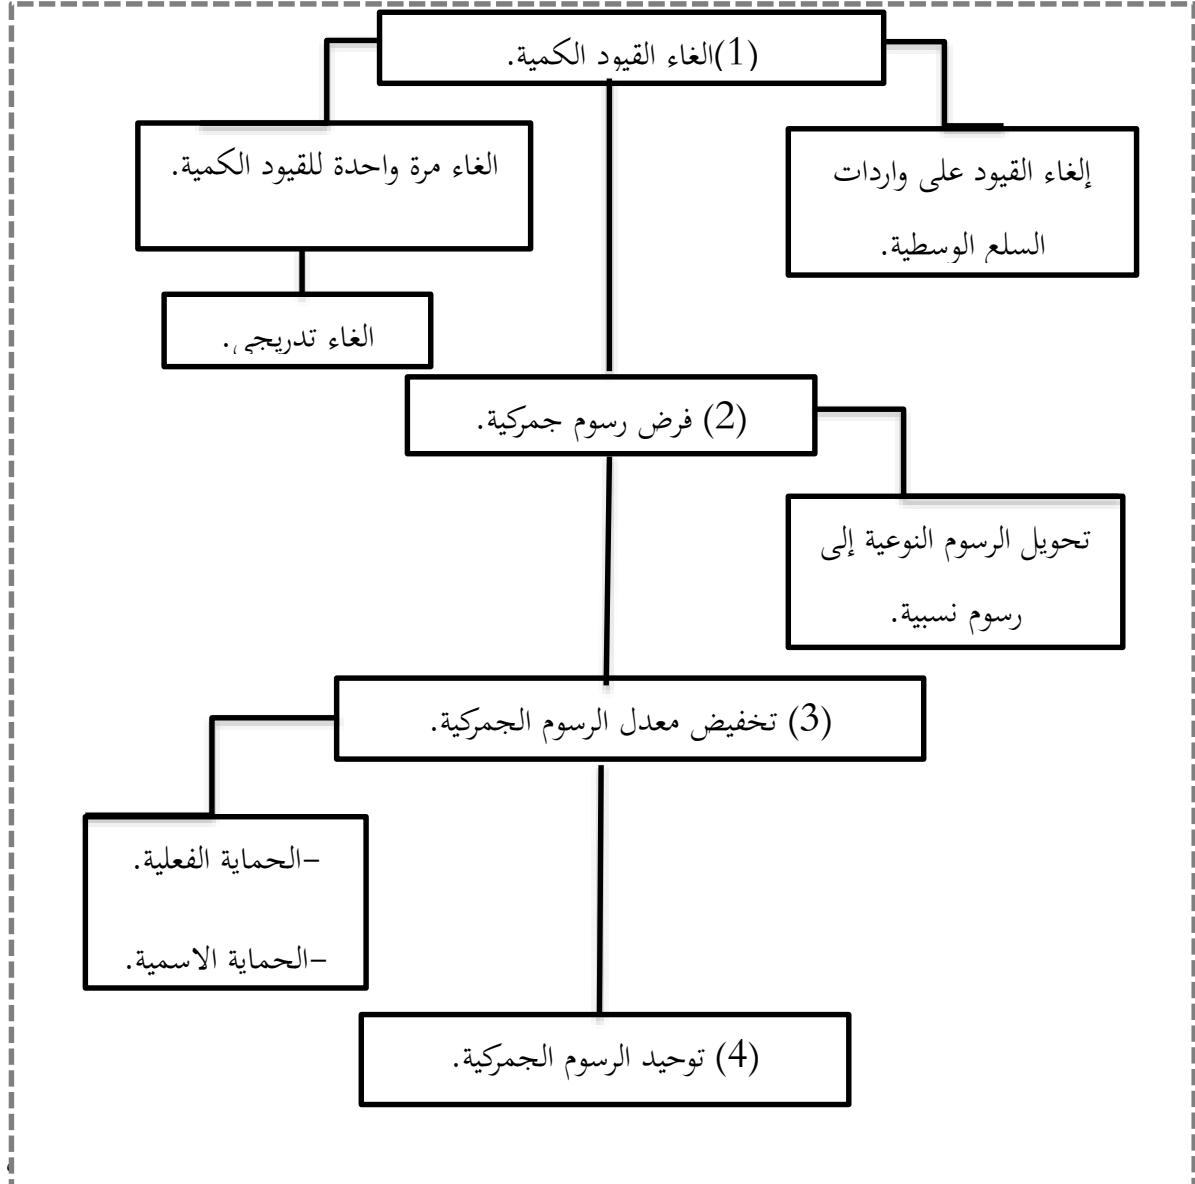 (1)الغاء القيود الكمية.
إلغاء القيود على واردات
السلع الوسطية.
الغاء مرة واحدة للقيود الكمية.
الغاء تدريجي.
(2) فرض رسوم جمركية.
تحويل الرسوم النوعية إلى
رسوم نسبية.
(3) تخفيض معدل الرسوم الجمركية.
-الحماية الفعلية.
-الحماية الاسمية.
(4) توحيد الرسوم الجمركية.